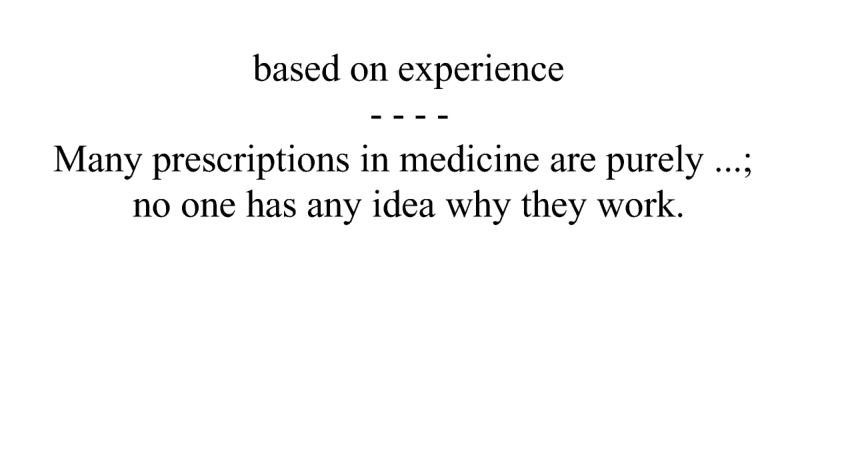 based on experience
- - - -
Many prescriptions in medicine are purely ...;
no one has any idea why they work.